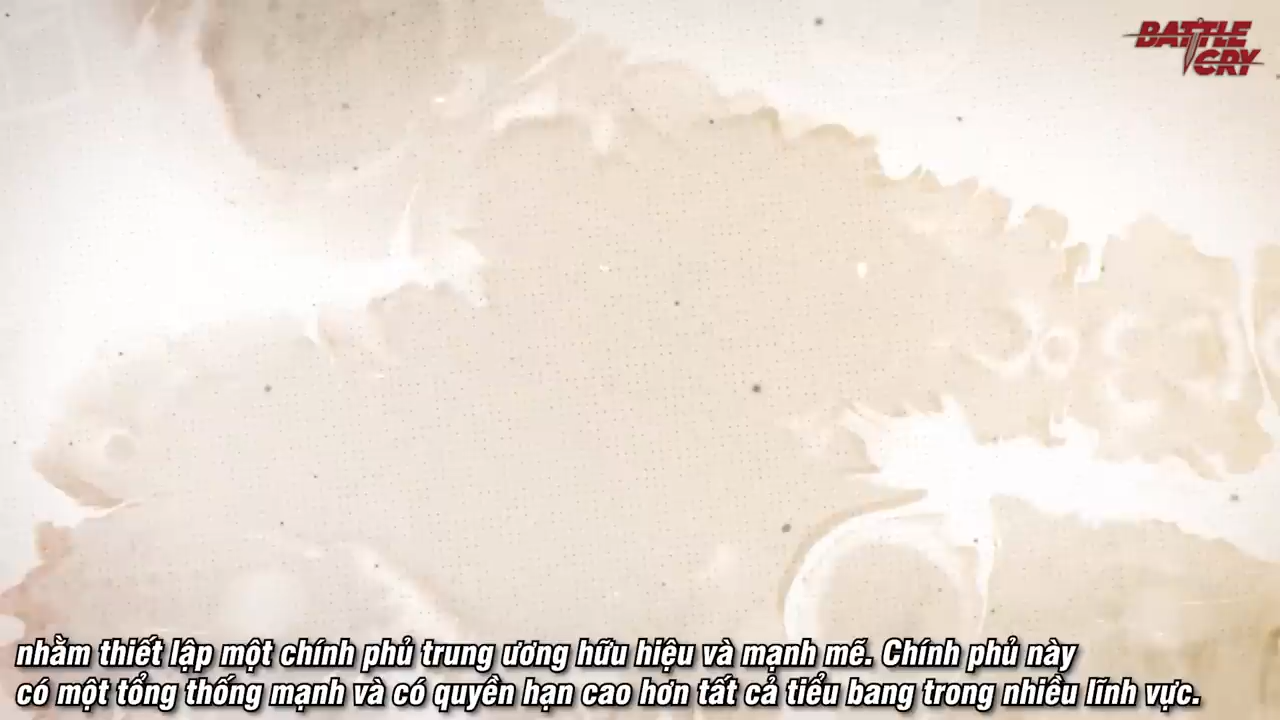 BATTLE
CRY
nhằm thiết lập một chính phủ trung ương hữu hiệu và mạnh mẽ. Chính phủ này
có một tổng thống mạnh và có quyền hạn cao hơn tất cả tiểu bang trong nhiều lĩnh vực.